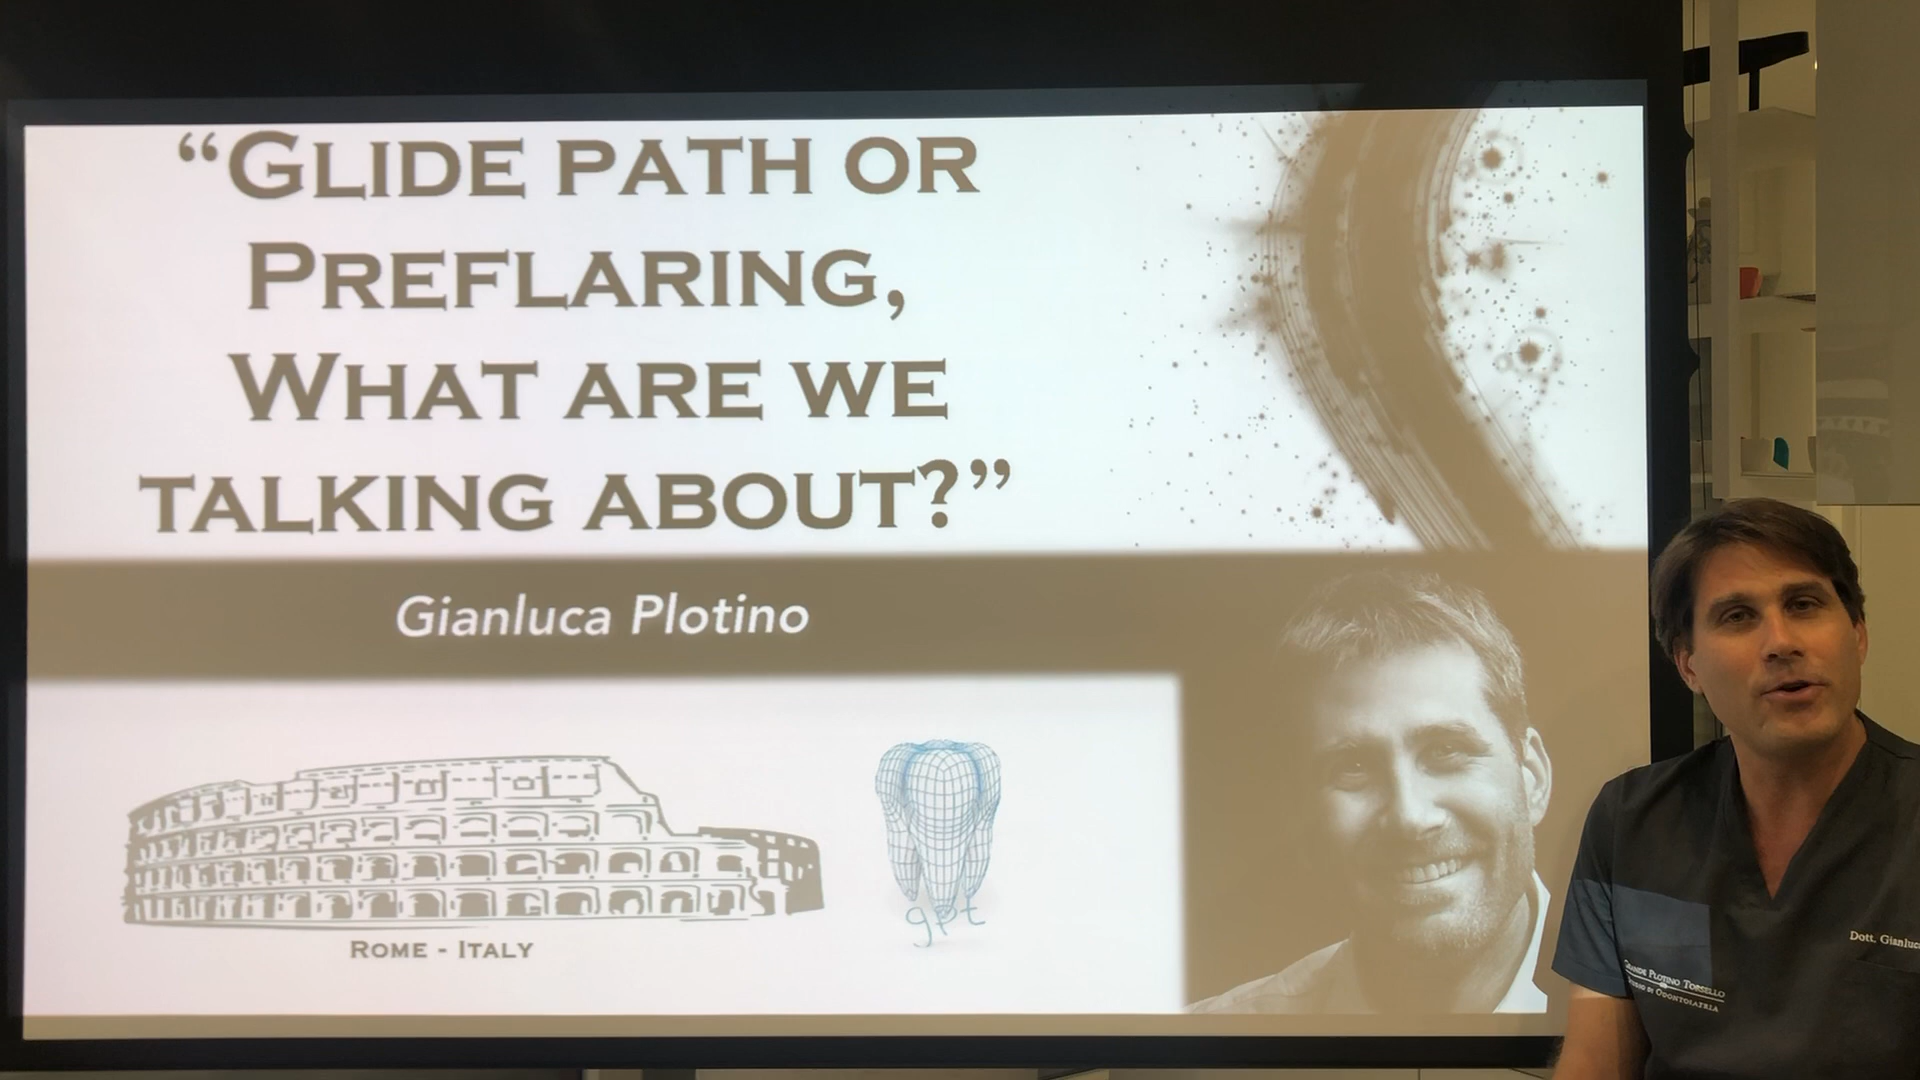 “GLIDE PATH OR
PREFLARING,
WHAT ARE WE
TALKING ABOUT?”
Gianluca Plotino
ROME - ITALY
gpt
Dott. Gianluca
GRANDE PLOTINO TORSELLO
STUDIO DI ODONTOIATRIA